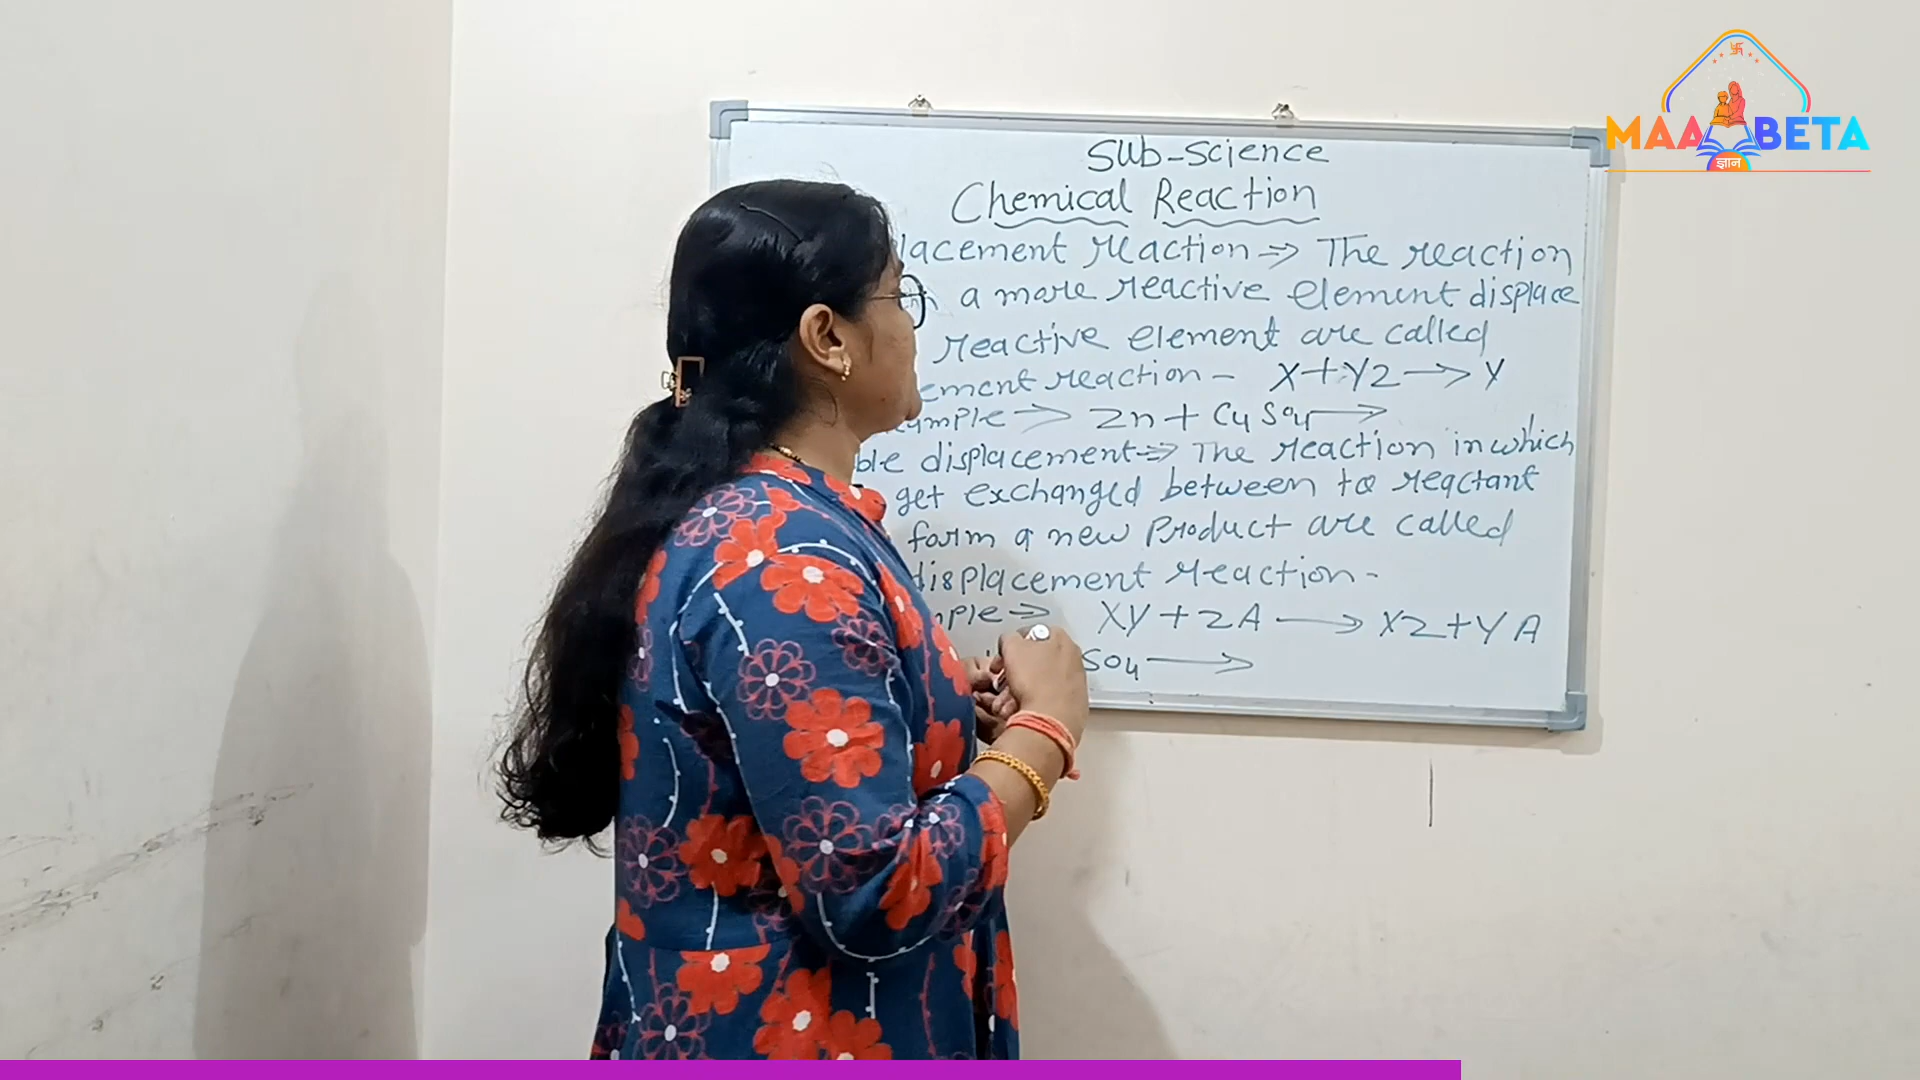 MAA BETA
ज्ञान
Sub-Science
Chemical Reaction
lacement reaction => The reaction
a more reactive element displace
reactive element are called
ement reaction - X+YZ → Y
ample => Zn + CuSO4 →
ble displacement => The reaction in which
get exchanged between to reactant
form a new Product are called
displacement reaction -
mple => XY + ZA → XZ + YA
SO4 →